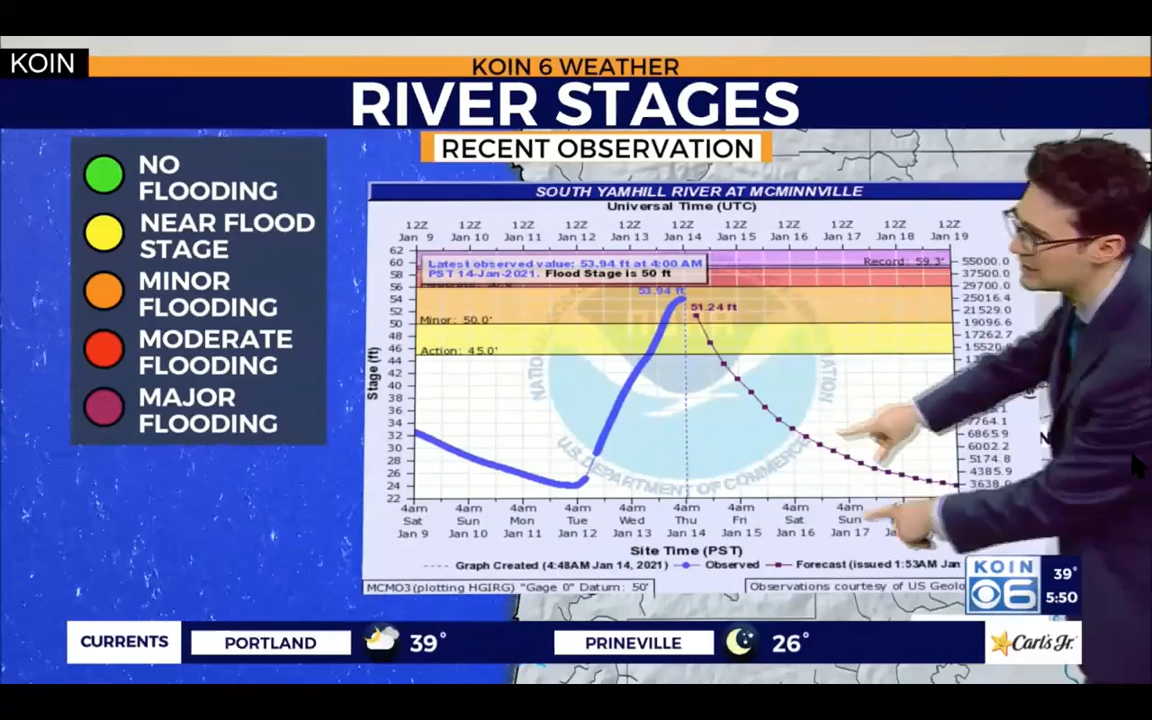 KOIN
KOIN 6 WEATHER
RIVER STAGES
RECENT OBSERVATION
NO
FLOODING
NEAR FLOOD
STAGE
MINOR
FLOODING
MODERATE
FLOODING
MAJOR
FLOODING
SOUTH YAMHILL RIVER AT MCMINNVILLE
Universal Time (UTC)
12Z 12Z 12Z 12Z 12Z 12Z 12Z 12Z 12Z 12Z 12Z
Jan 9 Jan 10 Jan 11 Jan 12 Jan 13 Jan 14 Jan 15 Jan 16 Jan 17 Jan 18 Jan 19
Latest observed value: 53.94 ft at 4:00 AM
PST 14-Jan-2021. Flood Stage is 50 ft
Record: 59.3'
53.94 ft
51.24 ft
Minor: 50.0'
Action: 45.0'
Stage (ft)
62
60
58
56
54
52
50
48
46
44
42
40
38
36
34
32
30
28
26
24
22
55000.0
37500.0
29700.0
25016.4
21529.0
19096.6
17262.7
15520.
7764.1
6865.9
6002.2
5174.8
4385.9
3638.
NATION
U.S. DEPARTMENT OF COMMERCE
4am 4am 4am 4am 4am 4am 4am 4am 4am
Sat Sun Mon Tue Wed Thu Fri Sat Sun
Jan 9 Jan 10 Jan 11 Jan 12 Jan 13 Jan 14 Jan 15 Jan 16 Jan 17
Site Time (PST)
Graph Created (4:48AM Jan 14, 2021) Observed Forecast (issued 1:53AM Jan
MCMO3(plotting HGIRG) "Gage 0" Datum: 50' Observations courtesy of US Geolo
KOIN
6
39°
5:50
CURRENTS PORTLAND 39° PRINEVILLE 26° Carl's Jr.